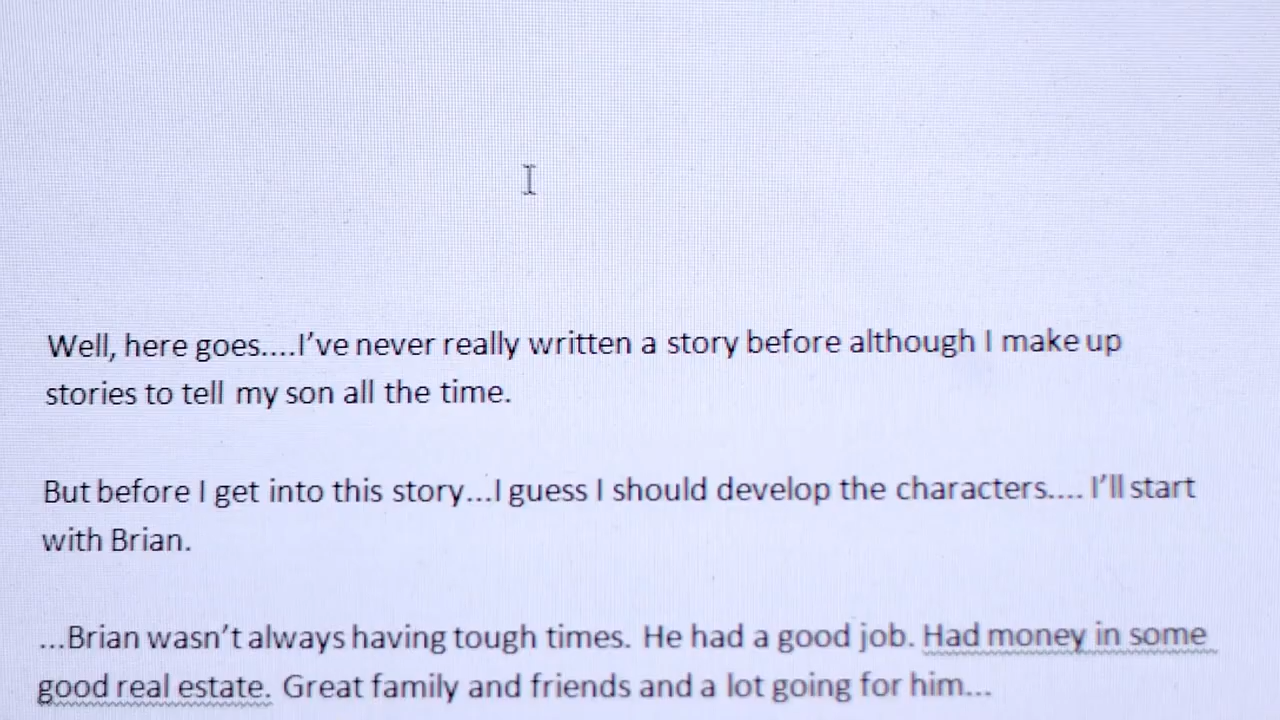 Well, here goes....I've never really written a story before although I make up
stories to tell my son all the time.
But before I get into this story...I guess I should develop the characters.... I'll start
with Brian.
...Brian wasn't always having tough times. He had a good job. Had money in some
good real estate. Great family and friends and a lot going for him...